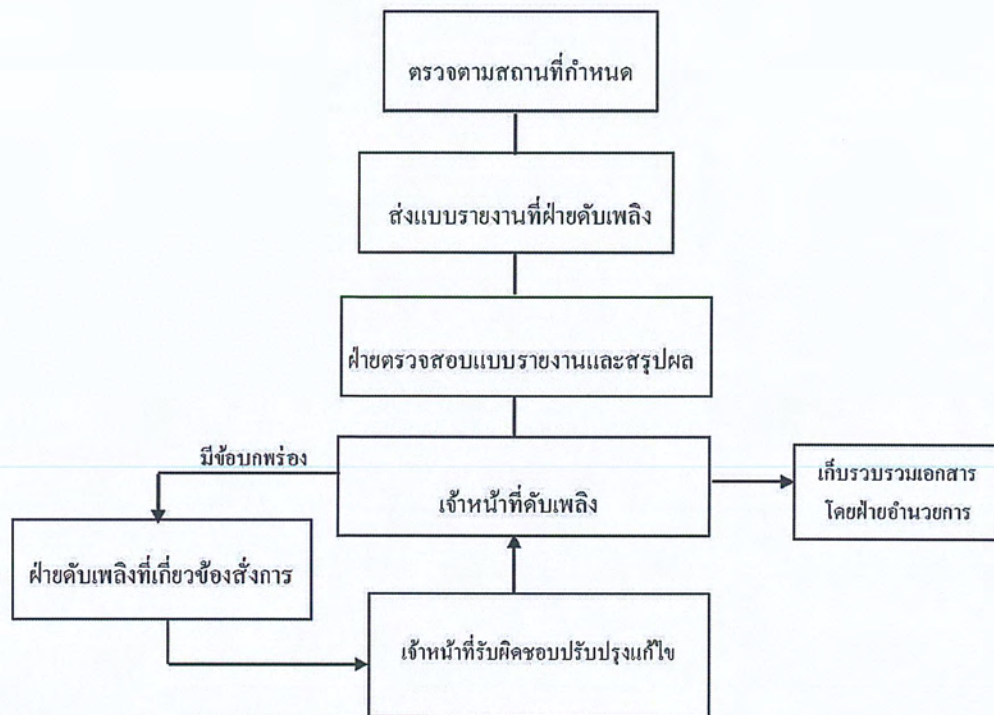 ตรวจตามสถานที่กำหนด
ส่งแบบรายงานที่ฝ่ายดับเพลิง
ฝ่ายตรวจสอบแบบรายงานและสรุปผล
มีข้อบกพร่อง
เจ้าหน้าที่ดับเพลิง
เก็บรวบรวมเอกสาร
โดยฝ่ายอำนวยการ
ฝ่ายดับเพลิงที่เกี่ยวข้องสั่งการ
เจ้าหน้าที่รับผิดชอบปรับปรุงแก้ไข